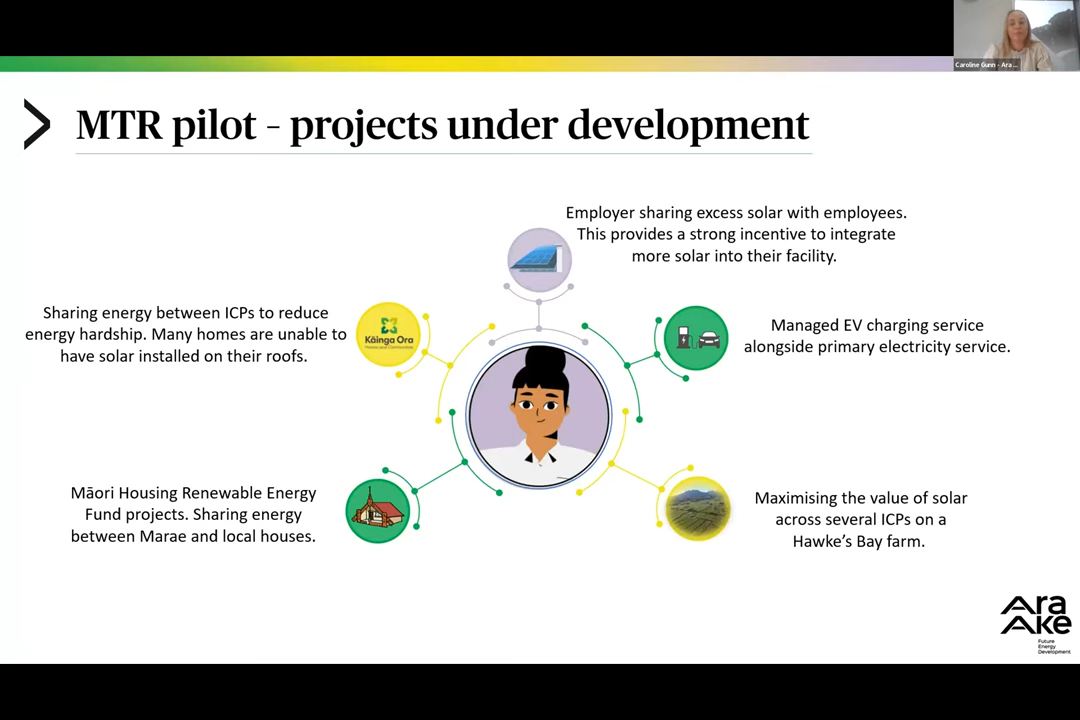 Caroline Gunn - Ara ...
MTR pilot - projects under development
Employer sharing excess solar with employees.
This provides a strong incentive to integrate
more solar into their facility.
Sharing energy between ICPs to reduce
energy hardship. Many homes are unable to
have solar installed on their roofs.
Kāinga Ora
Homes and Communities
Managed EV charging service
alongside primary electricity service.
Māori Housing Renewable Energy
Fund projects. Sharing energy
between Marae and local houses.
Maximising the value of solar
across several ICPs on a
Hawke's Bay farm.
Ara
Ake
Future
Energy
Development